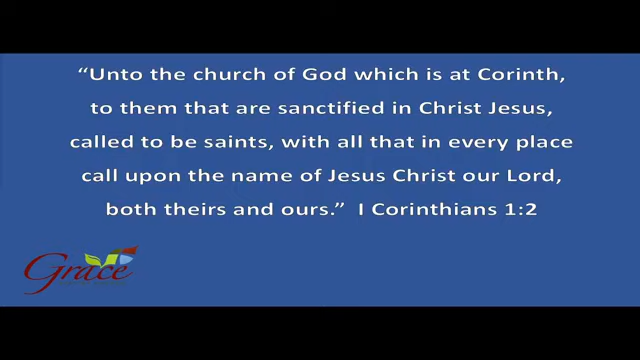 “Unto the church of God which is at Corinth,
to them that are sanctified in Christ Jesus,
called to be saints, with all that in every place
call upon the name of Jesus Christ our Lord,
both theirs and ours.”  I Corinthians 1:2
Grace